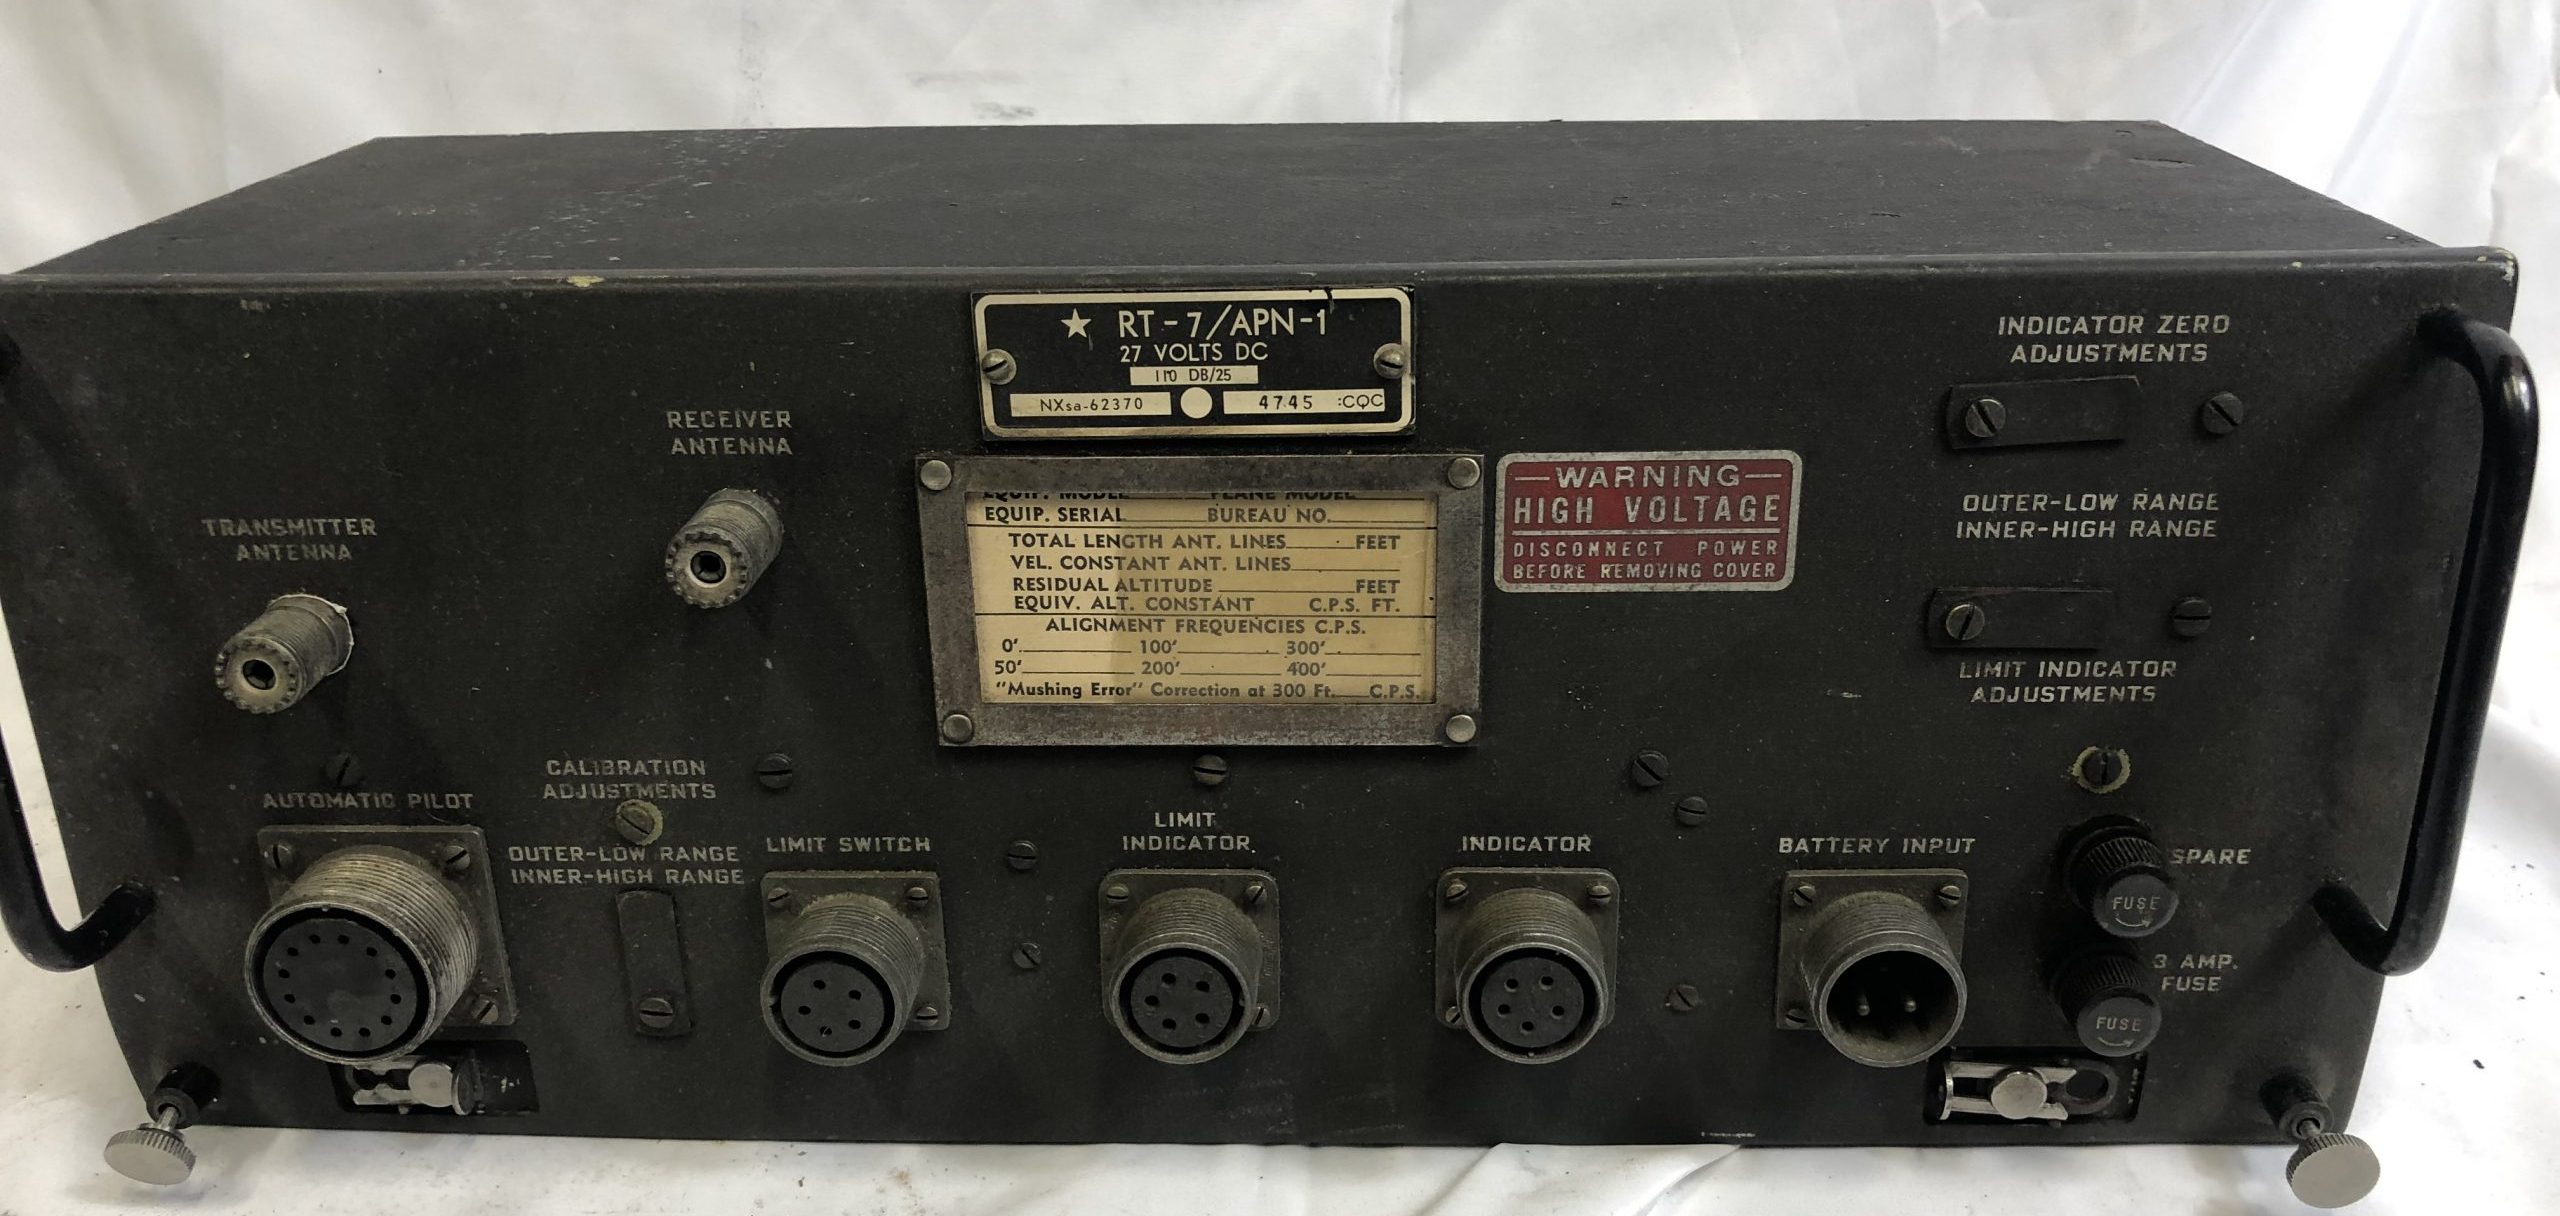 ★ RT-7/APN-1
27 VOLTS DC
110 DB/25
NXsa-62370 4745 :CQC
INDICATOR ZERO
ADJUSTMENTS
RECEIVER
ANTENNA
TRANSMITTER
ANTENNA
EQUIP. MODEL PLANE MODEL
EQUIP. SERIAL BUREAU NO.
TOTAL LENGTH ANT. LINES FEET
VEL. CONSTANT ANT. LINES
RESIDUAL ALTITUDE FEET
EQUIV. ALT. CONSTANT C.P.S. FT.
ALIGNMENT FREQUENCIES C.P.S.
0' 100' 300'
50' 200' 400'
"Mushing Error" Correction at 300 Ft. C.P.S.
WARNING
HIGH VOLTAGE
DISCONNECT POWER
BEFORE REMOVING COVER
OUTER-LOW RANGE
INNER-HIGH RANGE
LIMIT INDICATOR
ADJUSTMENTS
AUTOMATIC PILOT
CALIBRATION
ADJUSTMENTS
OUTER-LOW RANGE
INNER-HIGH RANGE
LIMIT SWITCH
LIMIT
INDICATOR
INDICATOR
BATTERY INPUT
SPARE
FUSE
3 AMP.
FUSE
FUSE